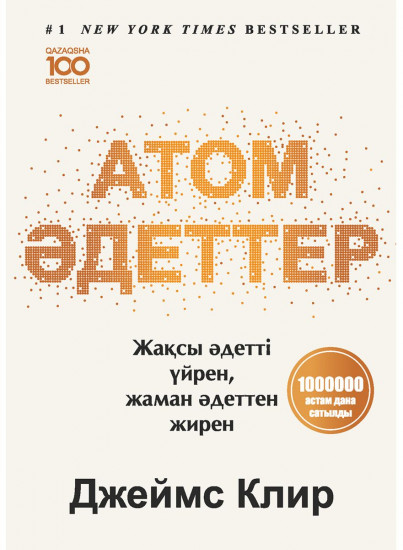 # 1 NEW YORK TIMES BESTSELLER
QAZAQSHA
100
BESTSELLER
АТОМ
ӘДЕТТЕР
Жақсы әдетті
үйрен,
жаман әдеттен
жирен
1000000
астам дана
сатылды
Джеймс Клир